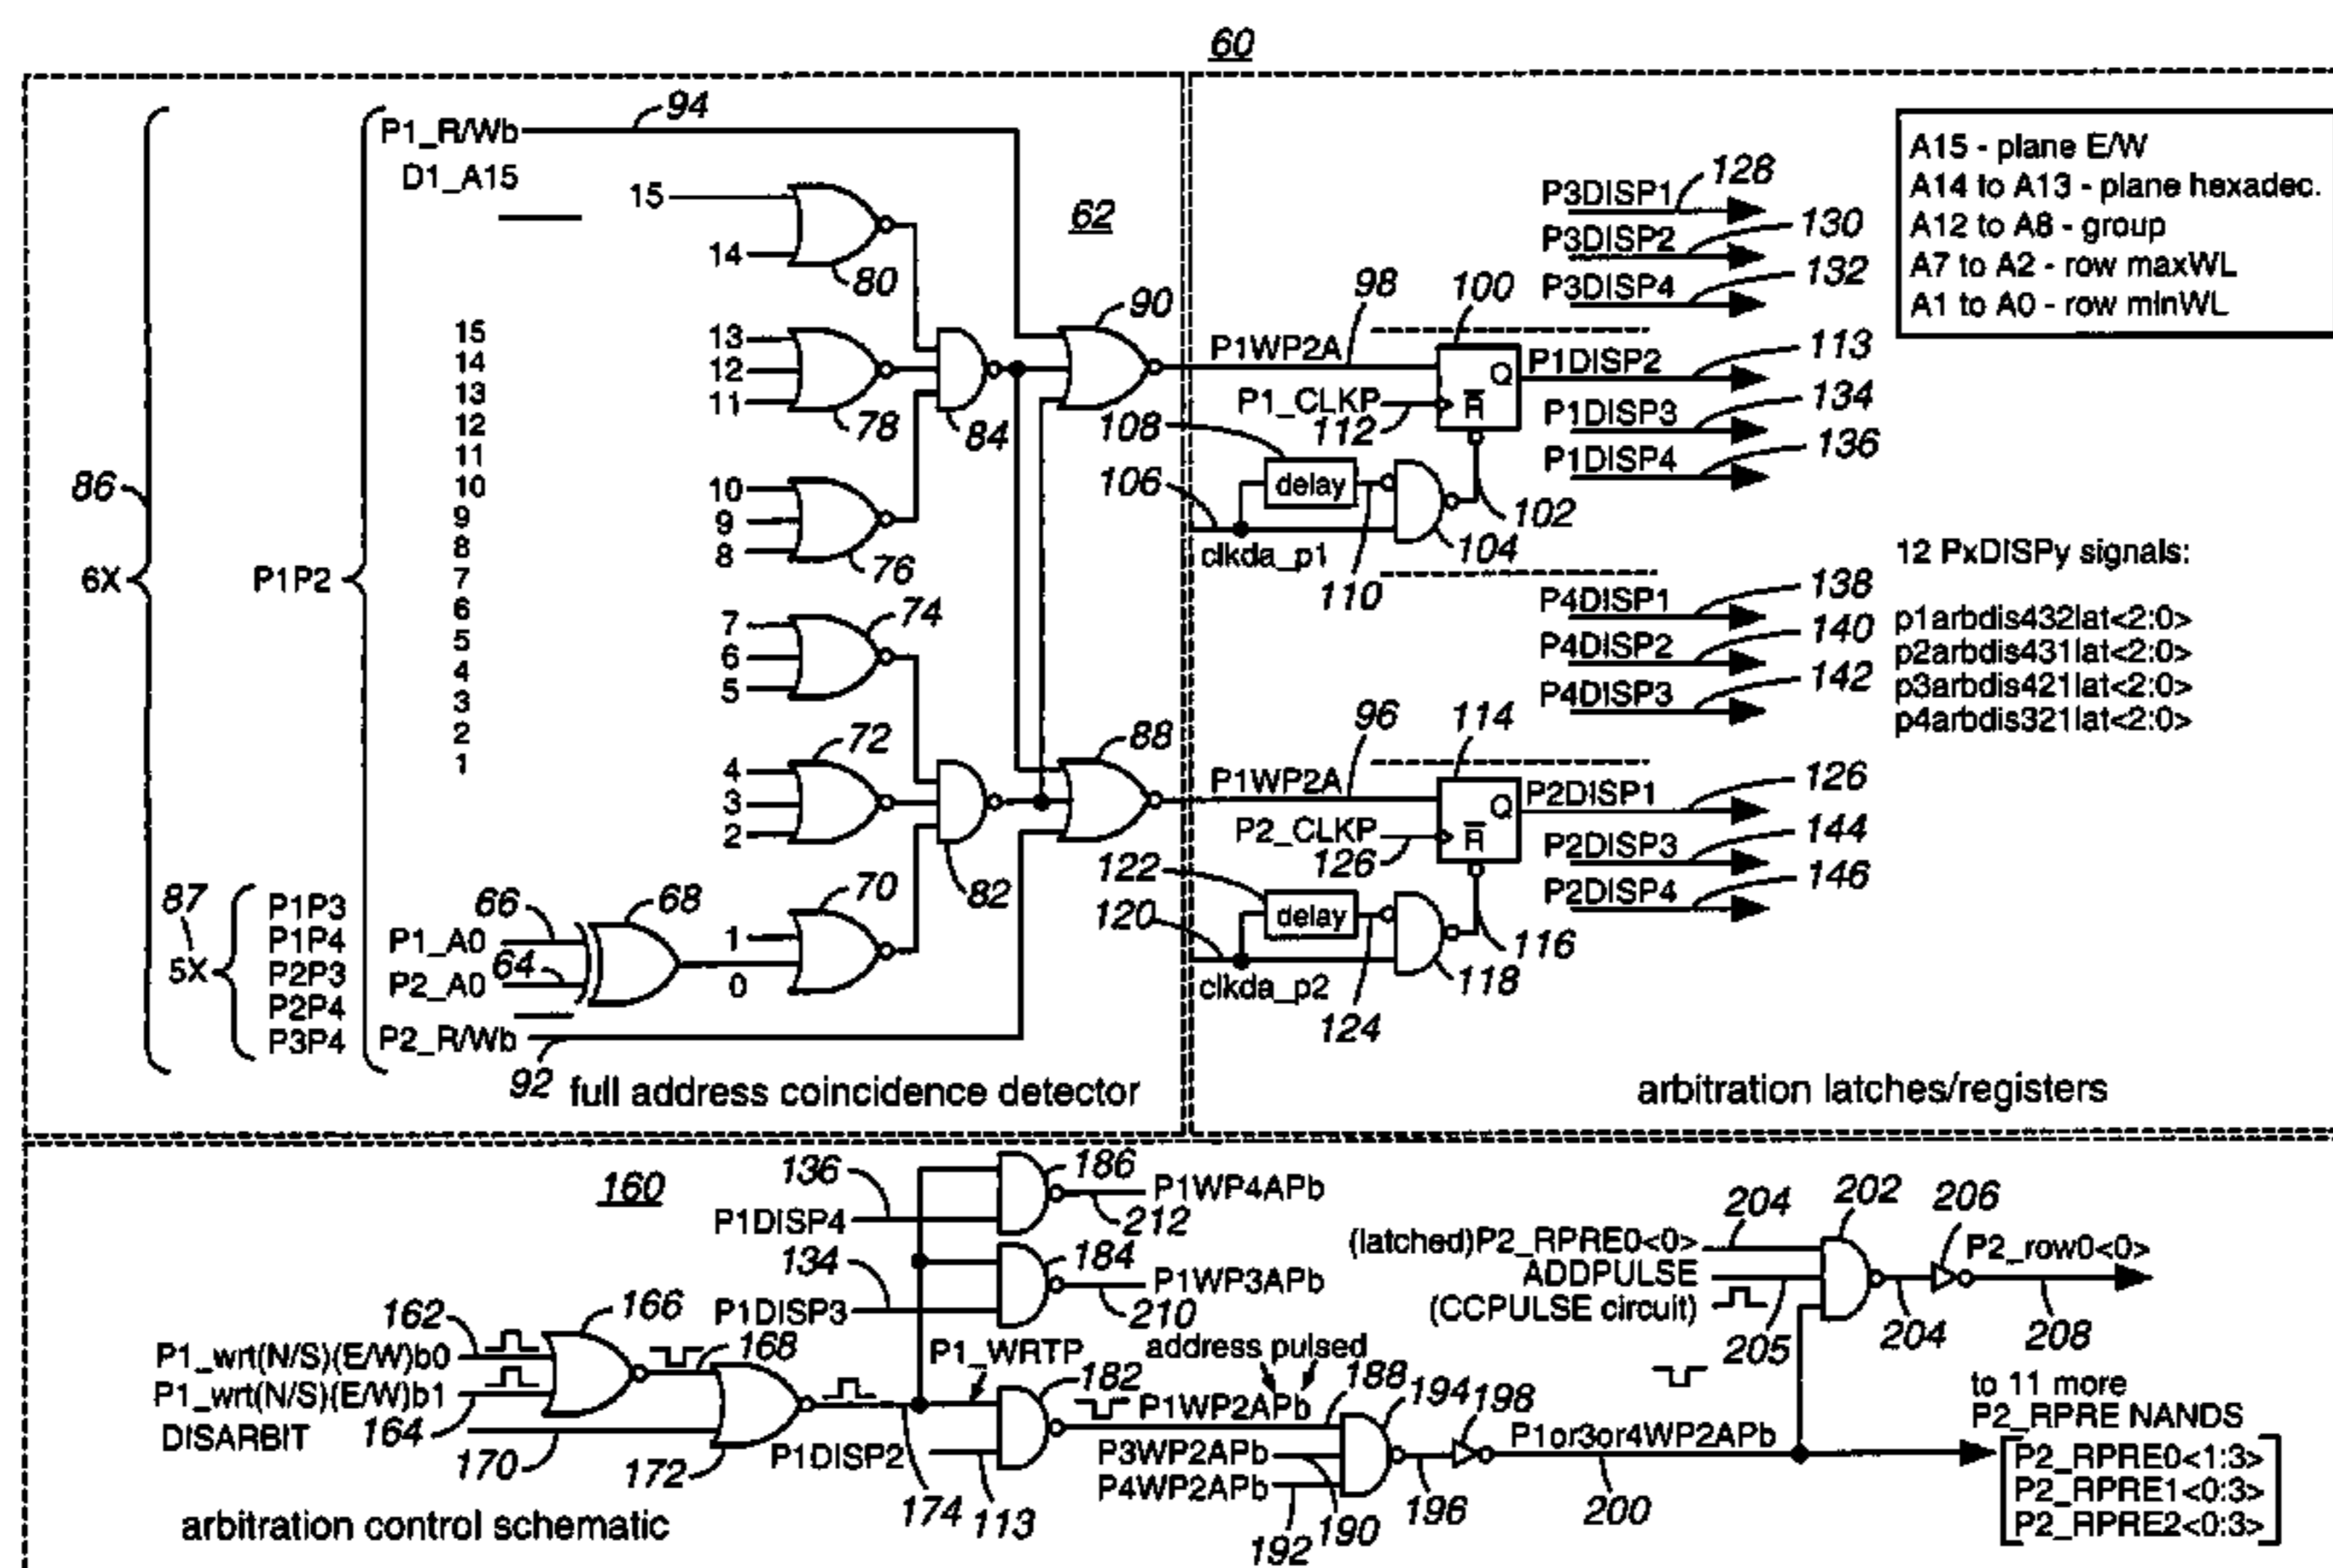 60
94
P1_R/Wb
D1_A15
15
14
80
62
15
14
13
12
11
10
9
8
7
6
5
4
3
2
1
13
12
11
78
84
90
10
9
8
76
86
6X
P1P2
7
6
5
74
4
3
2
72
82
88
87
5X
P1P3
P1P4
P2P3
P2P4
P3P4
66
P1_A0
64
P2_A0
68
1
0
70
P2_R/Wb
92
full address coincidence detector
P3DISP1
128
P3DISP2
130
P3DISP4
132
A15 - plane E/W
A14 to A13 - plane hexadec.
A12 to A8 - group
A7 to A2 - row maxWL
A1 to A0 - row minWL
98
100
P1WP2A
Q
R
P1DISP2
113
P1_CLKP
112
108
P1DISP3
134
P1DISP4
136
106
delay
102
104
clkda_p1
110
12 PxDISPy signals:
P4DISP1
138
P4DISP2
140
P4DISP3
142
p1arbdis432lat<2:0>
p2arbdis431lat<2:0>
p3arbdis421lat<2:0>
p4arbdis321lat<2:0>
96
114
P1WP2A
Q
R
P2DISP1
126
P2_CLKP
126
122
P2DISP3
144
P2DISP4
146
120
delay
116
118
clkda_p2
124
arbitration latches/registers
160
136
P1DISP4
186
P1WP4APb
212
134
P1DISP3
184
P1WP3APb
210
162
P1_wrt(N/S)(E/W)b0
P1_wrt(N/S)(E/W)b1
164
166
168
DISARBIT
170
172
174
P1_WRTP
address pulsed
182
P1DISP2
113
P1WP2APb
188
P3WP2APb
190
P4WP2APb
192
194
196
198
P1or3or4WP2APb
200
204
202
206
(latched)P2_RPRE0<0>
ADDPULSE
(CCPULSE circuit)
205
204
P2_row0<0>
208
to 11 more
P2_RPRE NANDS
P2_RPRE0<1:3>
P2_RPRE1<0:3>
P2_RPRE2<0:3>
arbitration control schematic